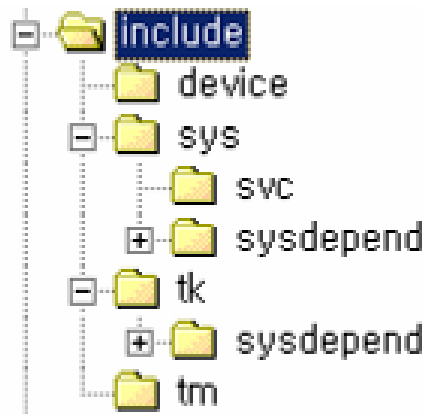 include
device
sys
svc
sysdepend
tk
sysdepend
tm